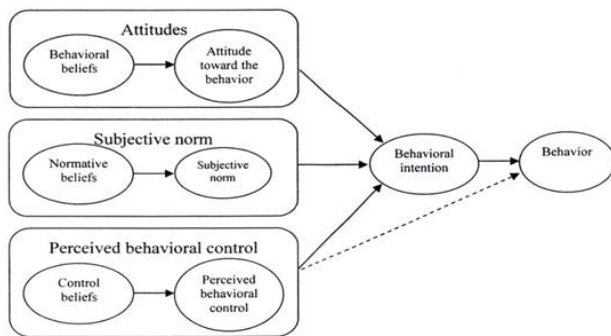 Attitudes
Behavioral
beliefs
Attitude
toward the
behavior
Subjective norm
Normative
beliefs
Subjective
norm
Perceived behavioral control
Control
beliefs
Perceived
behavioral
control
Behavioral
intention
Behavior